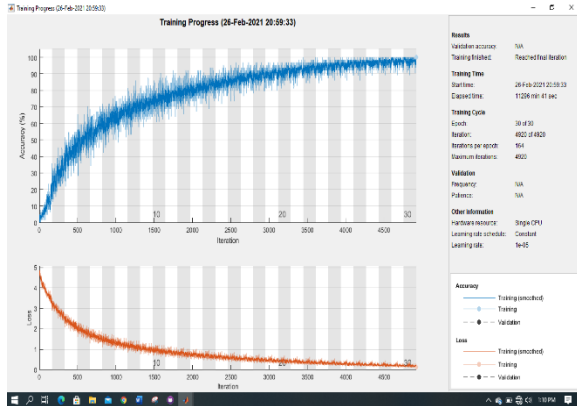 Training Progress (26-Feb-2021 20:59:33)
Training Progress (26-Feb-2021 20:59:33)
Accuracy (%)
100
90
80
70
60
50
40
30
20
10
0
10
20
30
0
500
1000
1500
2000
2500
3000
3500
4000
4500
Iteration
Loss
5
4
3
2
1
0
10
20
30
0
500
1000
1500
2000
2500
3000
3500
4000
4500
Iteration
Results
Validation accuracy: N/A
Training finished: Reached final iteration
Training Time
Start time: 26-Feb-2021 20:59:33
Elapsed time: 11296 min 41 sec
Training Cycle
Epoch: 30 of 30
Iteration: 4920 of 4920
Iterations per epoch: 164
Maximum iterations: 4920
Validation
Frequency: N/A
Patience: N/A
Other Information
Hardware resource: Single CPU
Learning rate schedule: Constant
Learning rate: 1e-05
Accuracy
Training (smoothed)
Training
Validation
Loss
Training (smoothed)
Training
Validation
1:10 PM